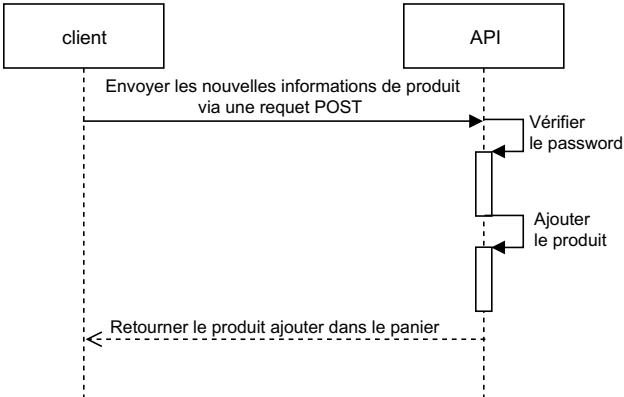 client
API
Envoyer les nouvelles informations de produit
via une requet POST
Vérifier
le password
Ajouter
le produit
Retourner le produit ajouter dans le panier